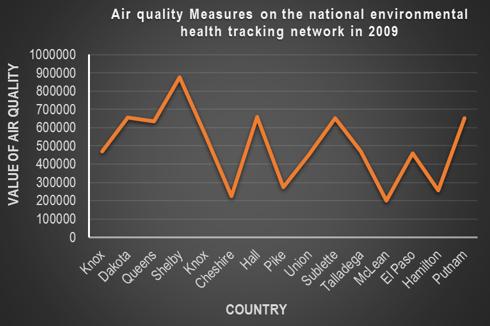 Air quality Measures on the national environmental
health tracking network in 2009
VALUE OF AIR QUALITY
1000000
900000
800000
700000
600000
500000
400000
300000
200000
100000
0
Knox
Dakota
Queens
Shelby
Knox
Cheshire
Hall
Pike
Union
Sublette
Talladega
McLean
El Paso
Hamilton
Putnam
COUNTRY